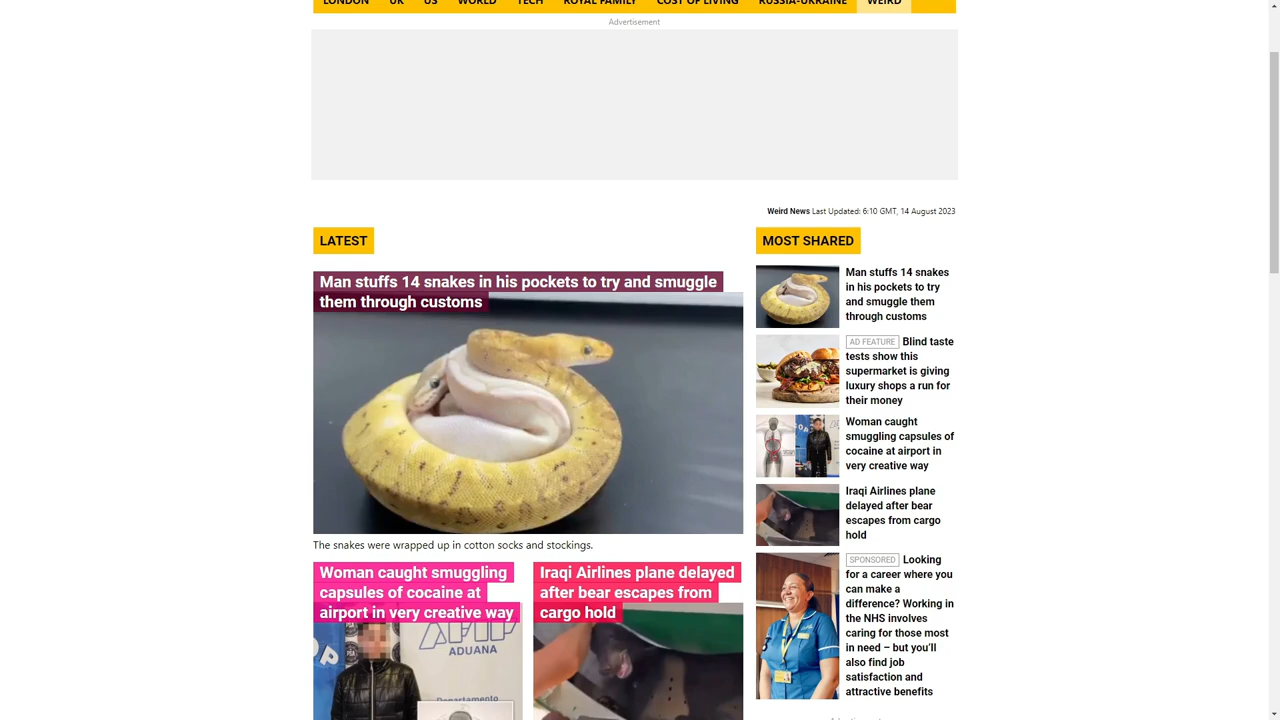 LONDON UK US WORLD TECH ROYAL FAMILY COST OF LIVING RUSSIA-UKRAINE WEIRD
Advertisement
Weird News Last Updated: 6:10 GMT, 14 August 2023
LATEST
Man stuffs 14 snakes in his pockets to try and smuggle
them through customs
The snakes were wrapped up in cotton socks and stockings.
Woman caught smuggling
capsules of cocaine at
airport in very creative way
ADUANA
Departamento
Iraqi Airlines plane delayed
after bear escapes from
cargo hold
MOST SHARED
Man stuffs 14 snakes
in his pockets to try
and smuggle them
through customs
AD FEATURE Blind taste
tests show this
supermarket is giving
luxury shops a run for
their money
Woman caught
smuggling capsules of
cocaine at airport in
very creative way
Iraqi Airlines plane
delayed after bear
escapes from cargo
hold
SPONSORED Looking
for a career where you
can make a
difference? Working in
the NHS involves
caring for those most
in need – but you’ll
also find job
satisfaction and
attractive benefits